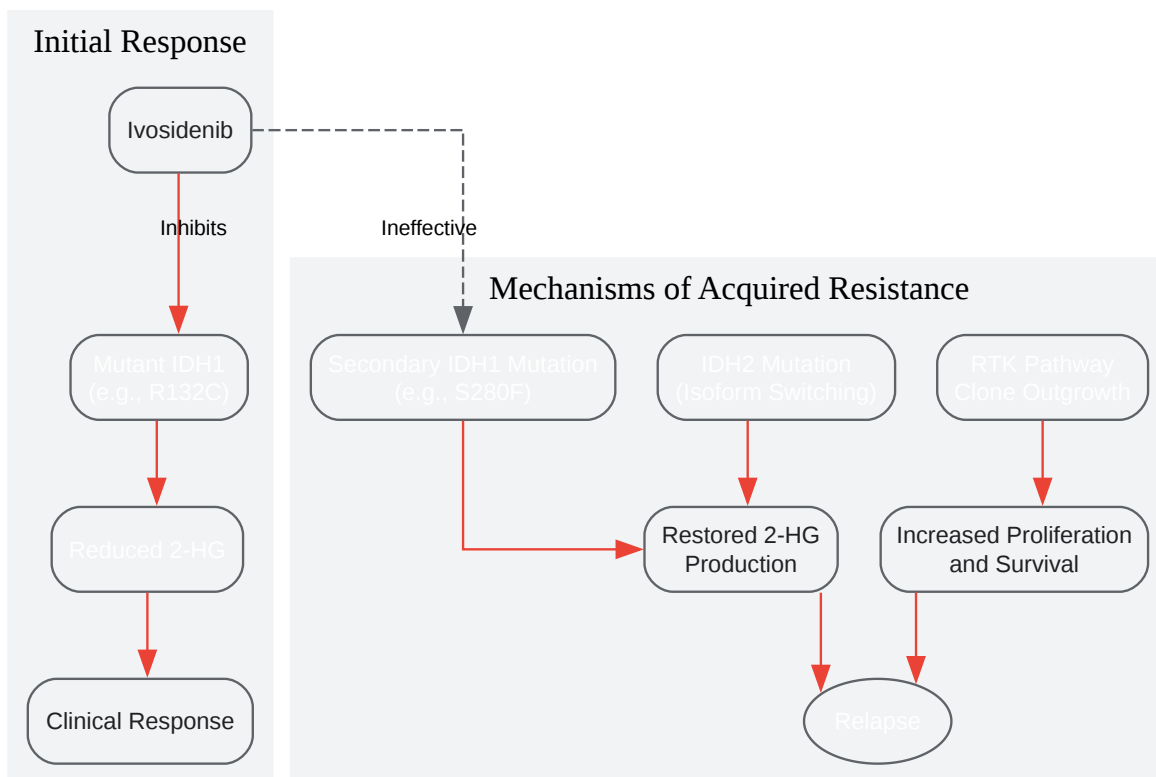 Initial Response
Ivosidenib
Inhibits
Ineffective
Mechanisms of Acquired Resistance
Mutant IDH1
(e.g., R132C)
Secondary IDH1 Mutation
(e.g., S280F)
IDH2 Mutation
(Isoform Switching)
RTK Pathway
Clone Outgrowth
Reduced 2-HG
Restored 2-HG
Production
Increased Proliferation
and Survival
Clinical Response
Relapse